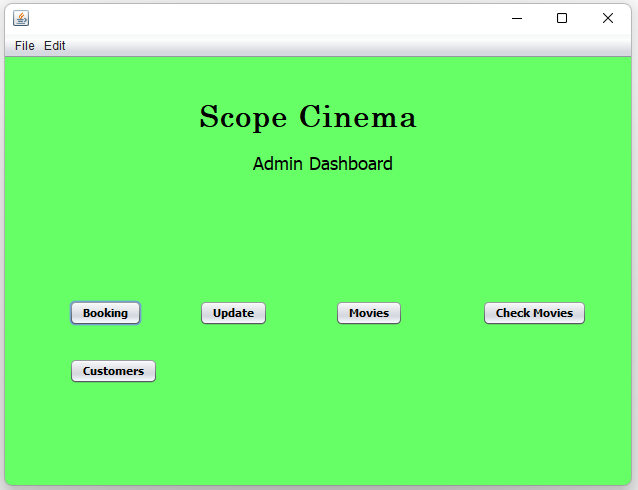 File Edit
Scope Cinema
Admin Dashboard
Booking Update Movies Check Movies
Customers